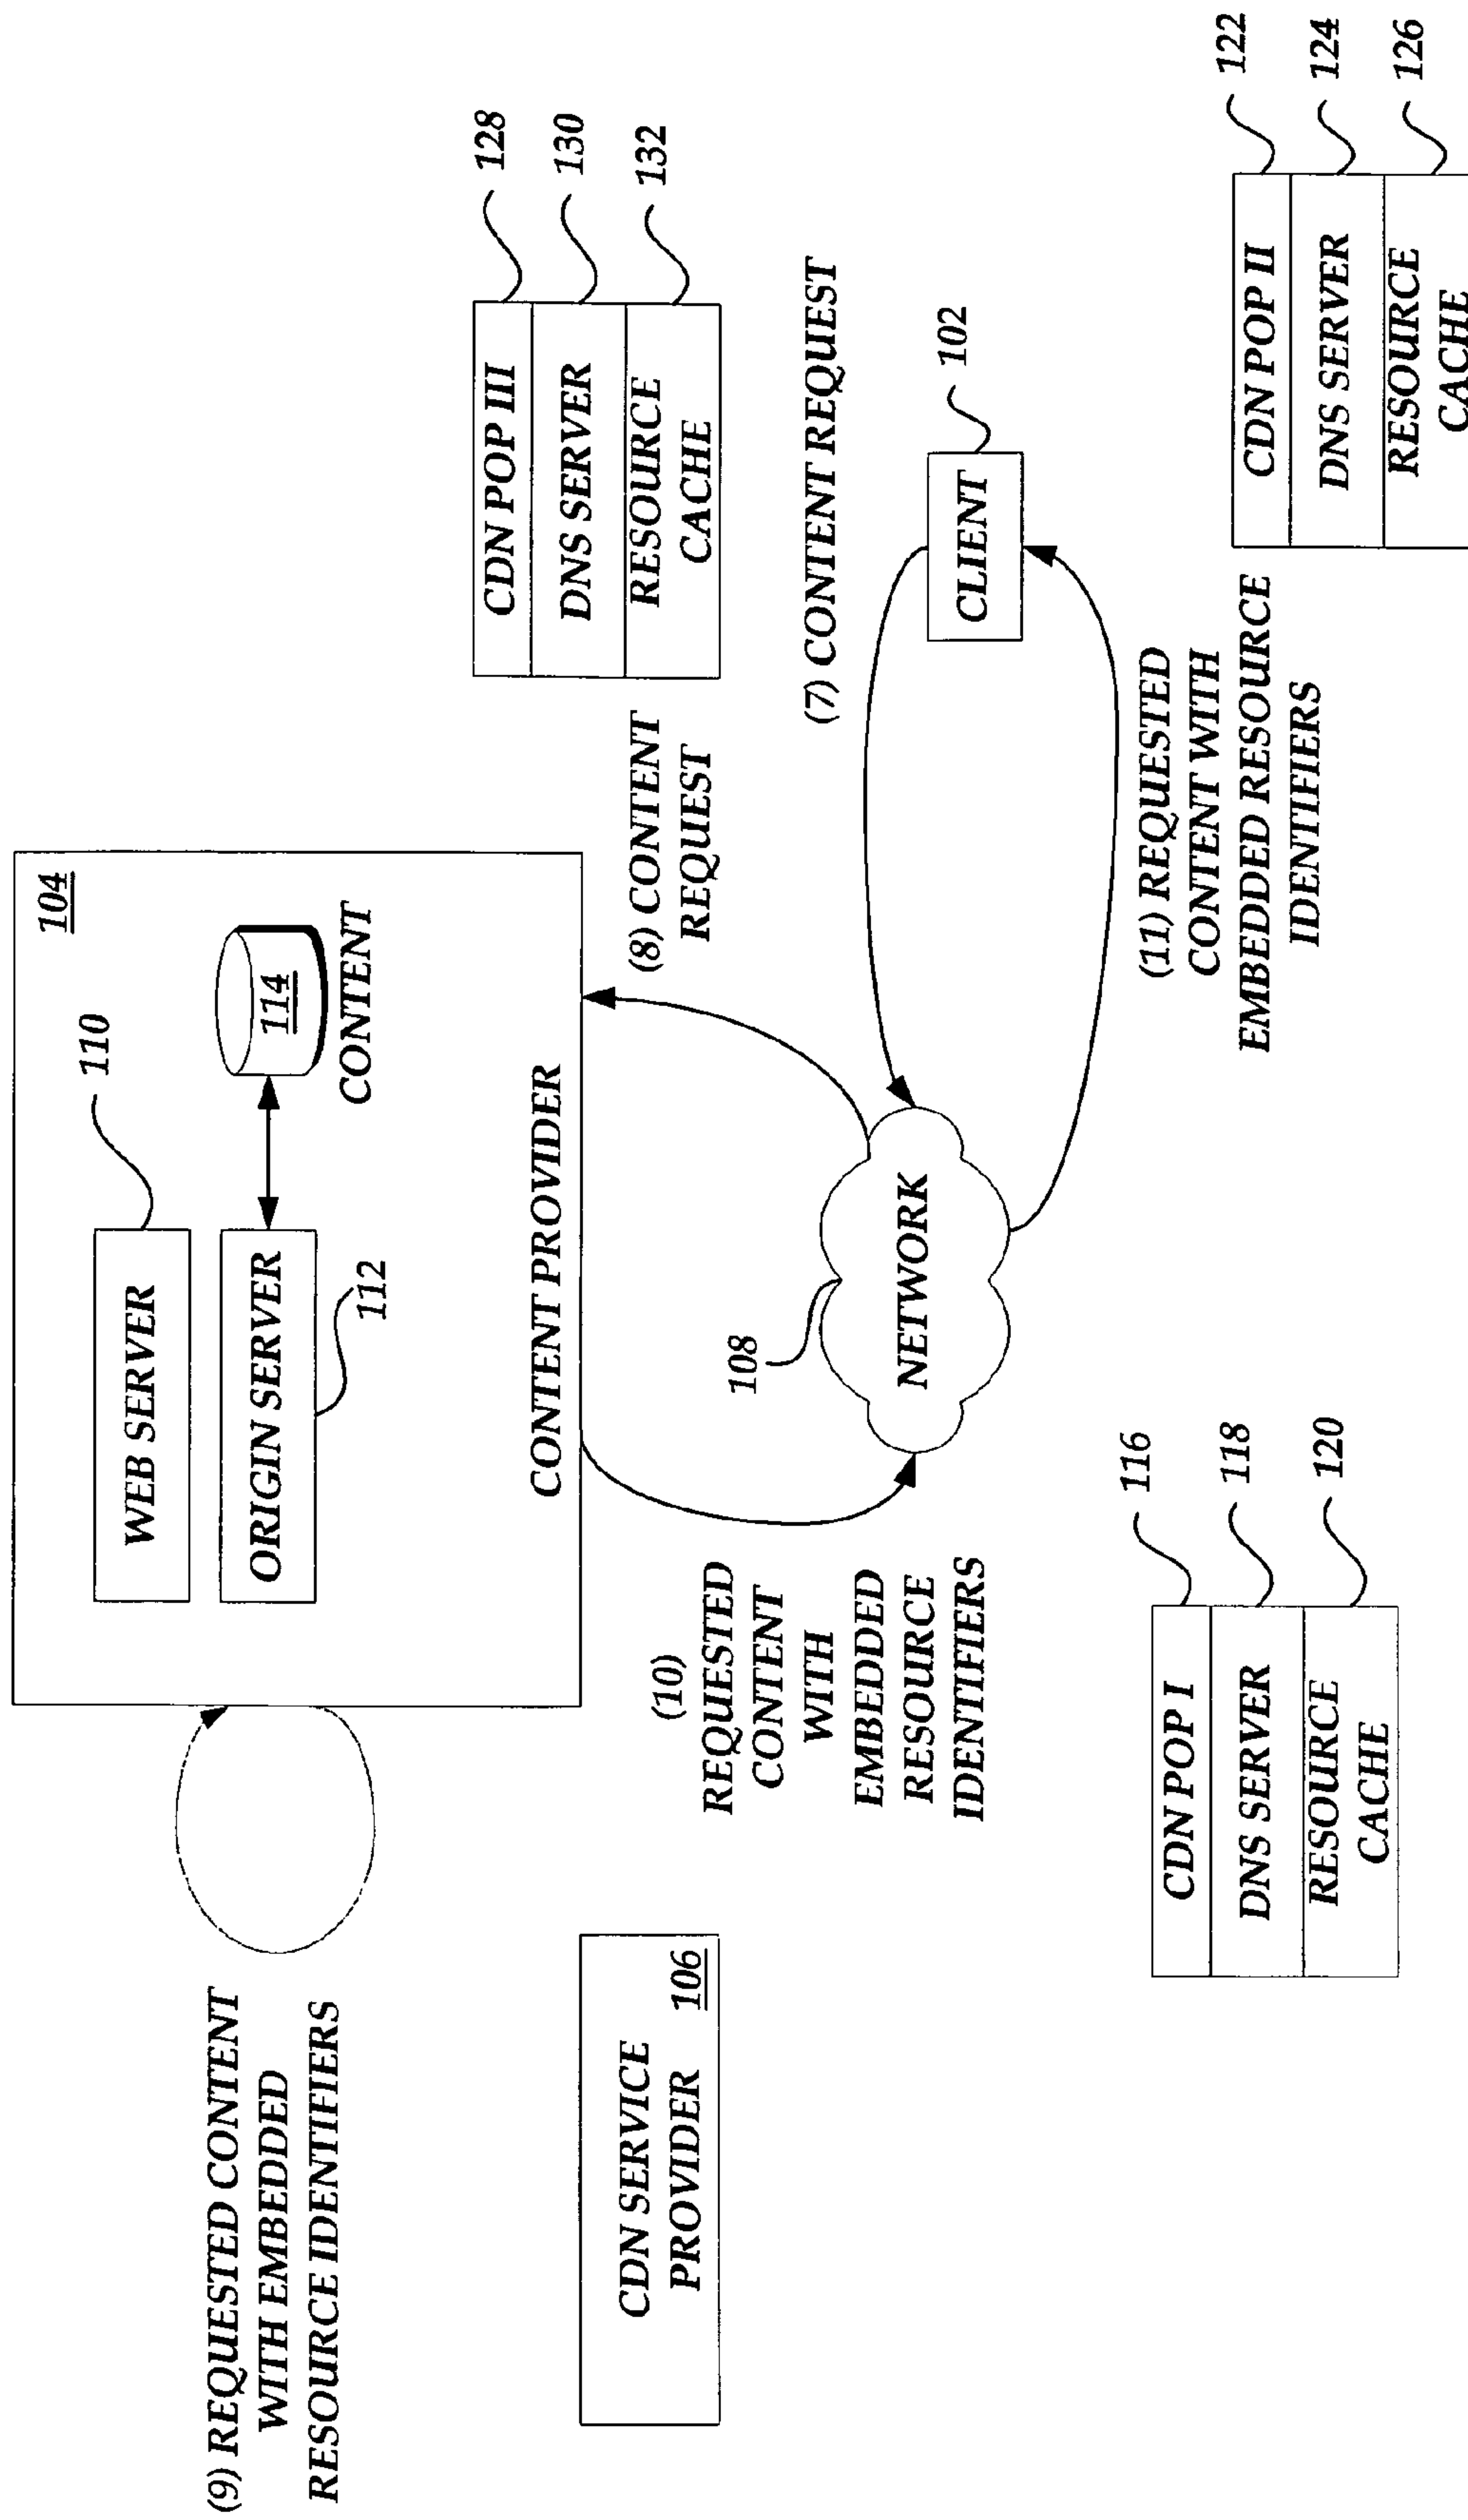 (9) REQUESTED CONTENT
WITH EMBEDDED
RESOURCE IDENTIFIERS
104
WEB SERVER
110
ORIGIN SERVER
112
114
CONTENT
CONTENT PROVIDER
CDN SERVICE
PROVIDER
106
(10)
REQUESTED
CONTENT
WITH
EMBEDDED
RESOURCE
IDENTIFIERS
(8) CONTENT
REQUEST
CDN POP III
DNS SERVER
RESOURCE
CACHE
128
130
132
108
NETWORK
(7) CONTENT REQUEST
CLIENT
102
(11) REQUESTED
CONTENT WITH
EMBEDDED RESOURCE
IDENTIFIERS
CDN POP I
DNS SERVER
RESOURCE
CACHE
116
118
120
CDN POP II
DNS SERVER
RESOURCE
CACHE
122
124
126